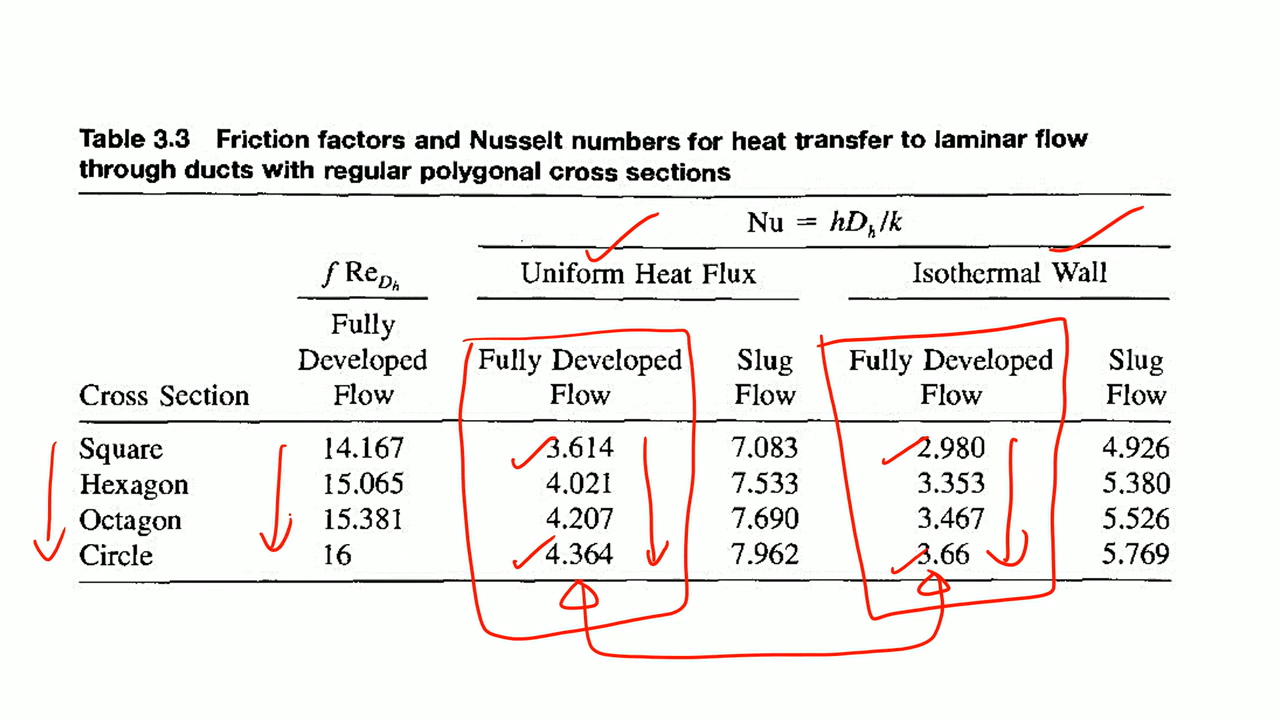 Table 3.3 Friction factors and Nusselt numbers for heat transfer to laminar flow
through ducts with regular polygonal cross sections
Nu = hD_h/k
f Re_{D_h} Uniform Heat Flux Isothermal Wall
Fully
Developed Fully Developed Slug Fully Developed Slug
Cross Section Flow Flow Flow Flow Flow
Square 14.167 3.614 7.083 2.980 4.926
Hexagon 15.065 4.021 7.533 3.353 5.380
Octagon 15.381 4.207 7.690 3.467 5.526
Circle 16 4.364 7.962 3.66 5.769